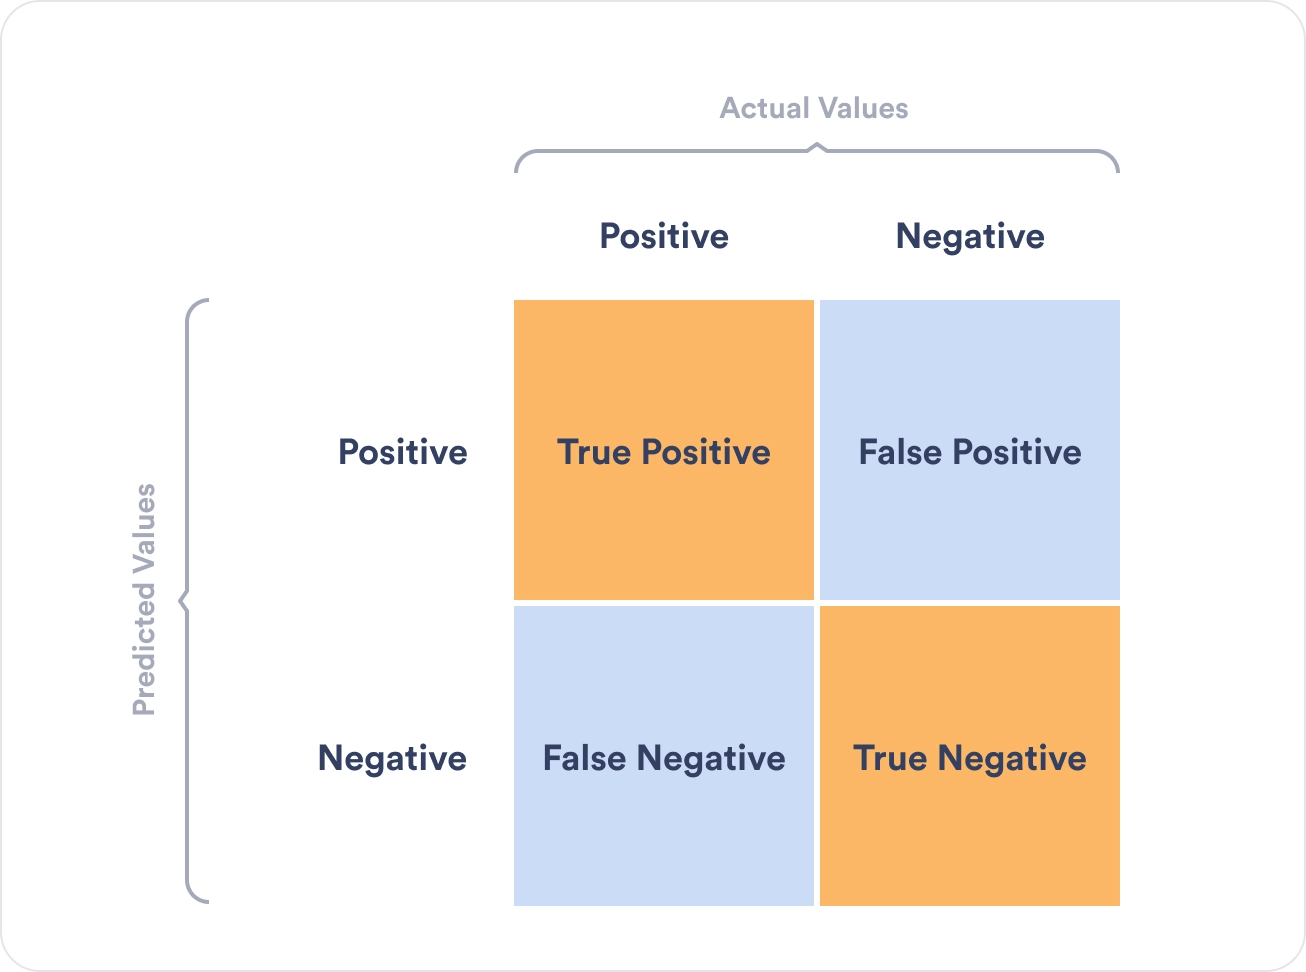 Actual Values
Positive Negative
Predicted Values
Positive True Positive False Positive
Negative False Negative True Negative